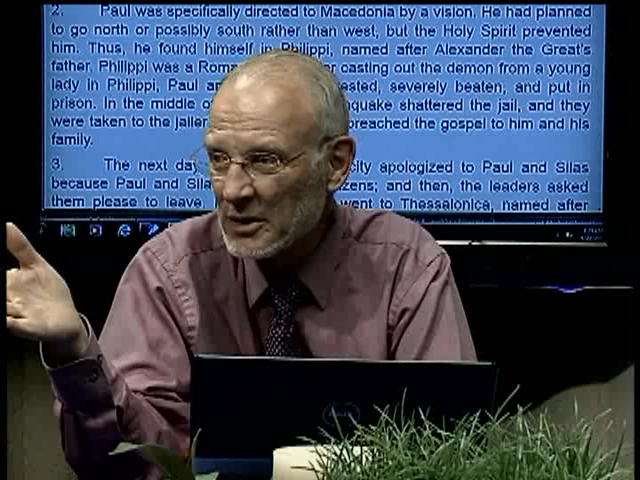 2. Paul was specifically directed to Macedonia by a vision. He had planned
to go north or possibly south rather than west, but the Holy Spirit prevented
him. Thus, he found himself in Philippi, named after Alexander the Great's
father. Philippi was a Roma er casting out the demon from a young
lady in Philippi, Paul a ested, severely beaten, and put in
prison. In the middle o hquake shattered the jail, and they
were taken to the jailer preached the gospel to him and his
family.
3. The next day city apologized to Paul and Silas
because Paul and Sila zens; and then, the leaders asked
them please to leave went to Thessalonica, named after
DELL